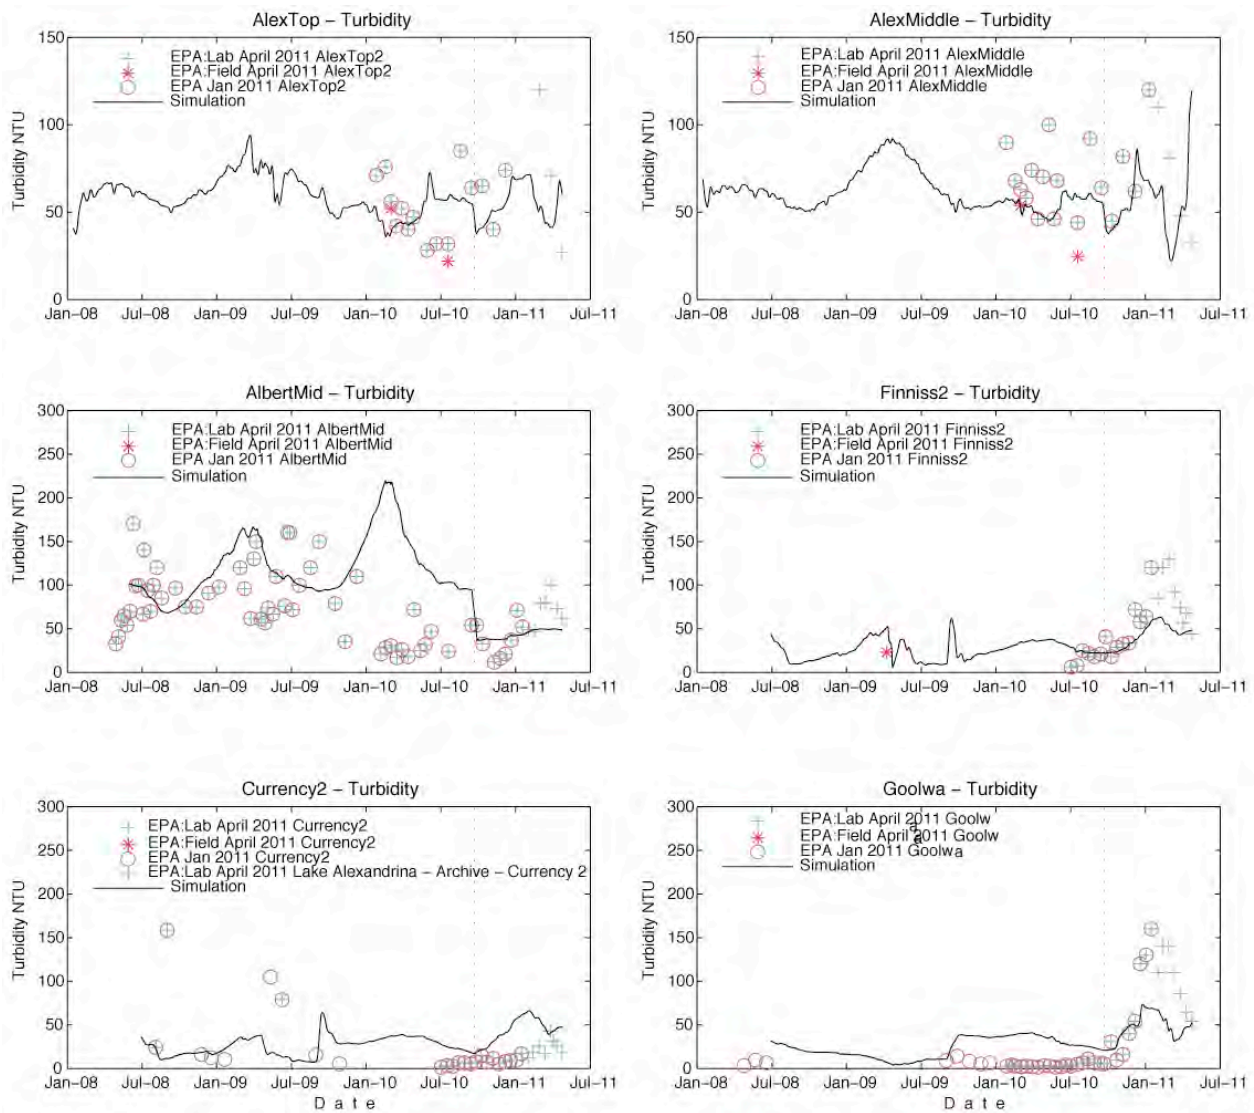 AlexTop – Turbidity
150
100
50
0
Turbidity NTU
EPA:Lab April 2011 AlexTop2
EPA:Field April 2011 AlexTop2
EPA Jan 2011 AlexTop2
Simulation
Jan–08 Jul–08 Jan–09 Jul–09 Jan–10 Jul–10 Jan–11 Jul–11
AlexMiddle – Turbidity
150
100
50
0
Turbidity NTU
EPA:Lab April 2011 AlexMiddle
EPA:Field April 2011 AlexMiddle
EPA Jan 2011 AlexMiddle
Simulation
Jan–08 Jul–08 Jan–09 Jul–09 Jan–10 Jul–10 Jan–11 Jul–11
AlbertMid – Turbidity
300
250
200
150
100
50
0
Turbidity NTU
EPA:Lab April 2011 AlbertMid
EPA:Field April 2011 AlbertMid
EPA Jan 2011 AlbertMid
Simulation
Jan–08 Jul–08 Jan–09 Jul–09 Jan–10 Jul–10 Jan–11 Jul–11
Finniss2 – Turbidity
300
250
200
150
100
50
0
Turbidity NTU
EPA:Lab April 2011 Finniss2
EPA:Field April 2011 Finniss2
EPA Jan 2011 Finniss2
Simulation
Jan–08 Jul–08 Jan–09 Jul–09 Jan–10 Jul–10 Jan–11 Jul–11
Currency2 – Turbidity
300
250
200
150
100
50
0
Turbidity NTU
EPA:Lab April 2011 Currency2
EPA:Field April 2011 Currency2
EPA Jan 2011 Currency2
EPA:Lab April 2011 Lake Alexandrina – Archive – Currency 2
Simulation
Jan–08 Jul–08 Jan–09 Jul–09 Jan–10 Jul–10 Jan–11 Jul–11
Date
Goolwa – Turbidity
300
250
200
150
100
50
0
Turbidity NTU
EPA:Lab April 2011 Goolw
a
EPA:Field April 2011 Goolw
a
EPA Jan 2011 Goolwa
Simulation
Jan–08 Jul–08 Jan–09 Jul–09 Jan–10 Jul–10 Jan–11 Jul–11
Date